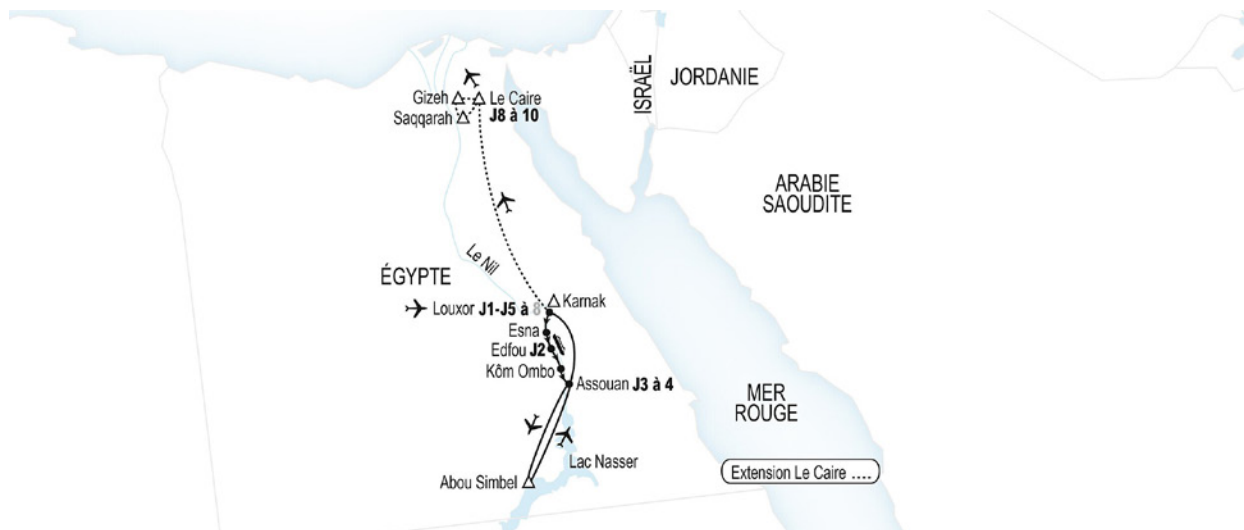 ISRAËL
JORDANIE
Gizeh
Le Caire
Saqqarah
J8 à 10
ARABIE
SAOUDITE
Le Nil
ÉGYPTE
Karnak
Louxor J1-J5 à 8
Esna
Edfou J2
Kôm Ombo
Assouan J3 à 4
MER
ROUGE
Lac Nasser
Extension Le Caire ....
Abou Simbel